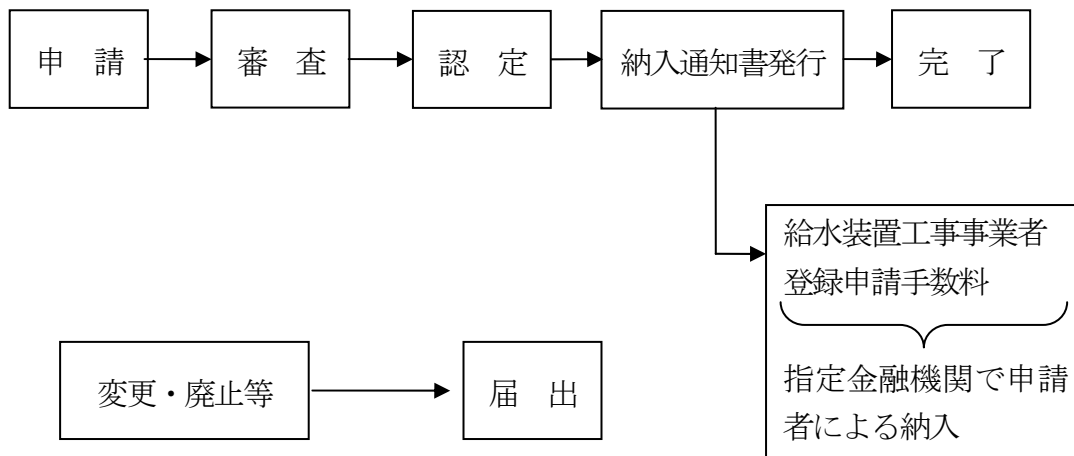 申　請
審　査
認　定
納入通知書発行
完　了
給水装置工事事業者
登録申請手数料
指定金融機関で申請
者による納入
変更・廃止等
届　出